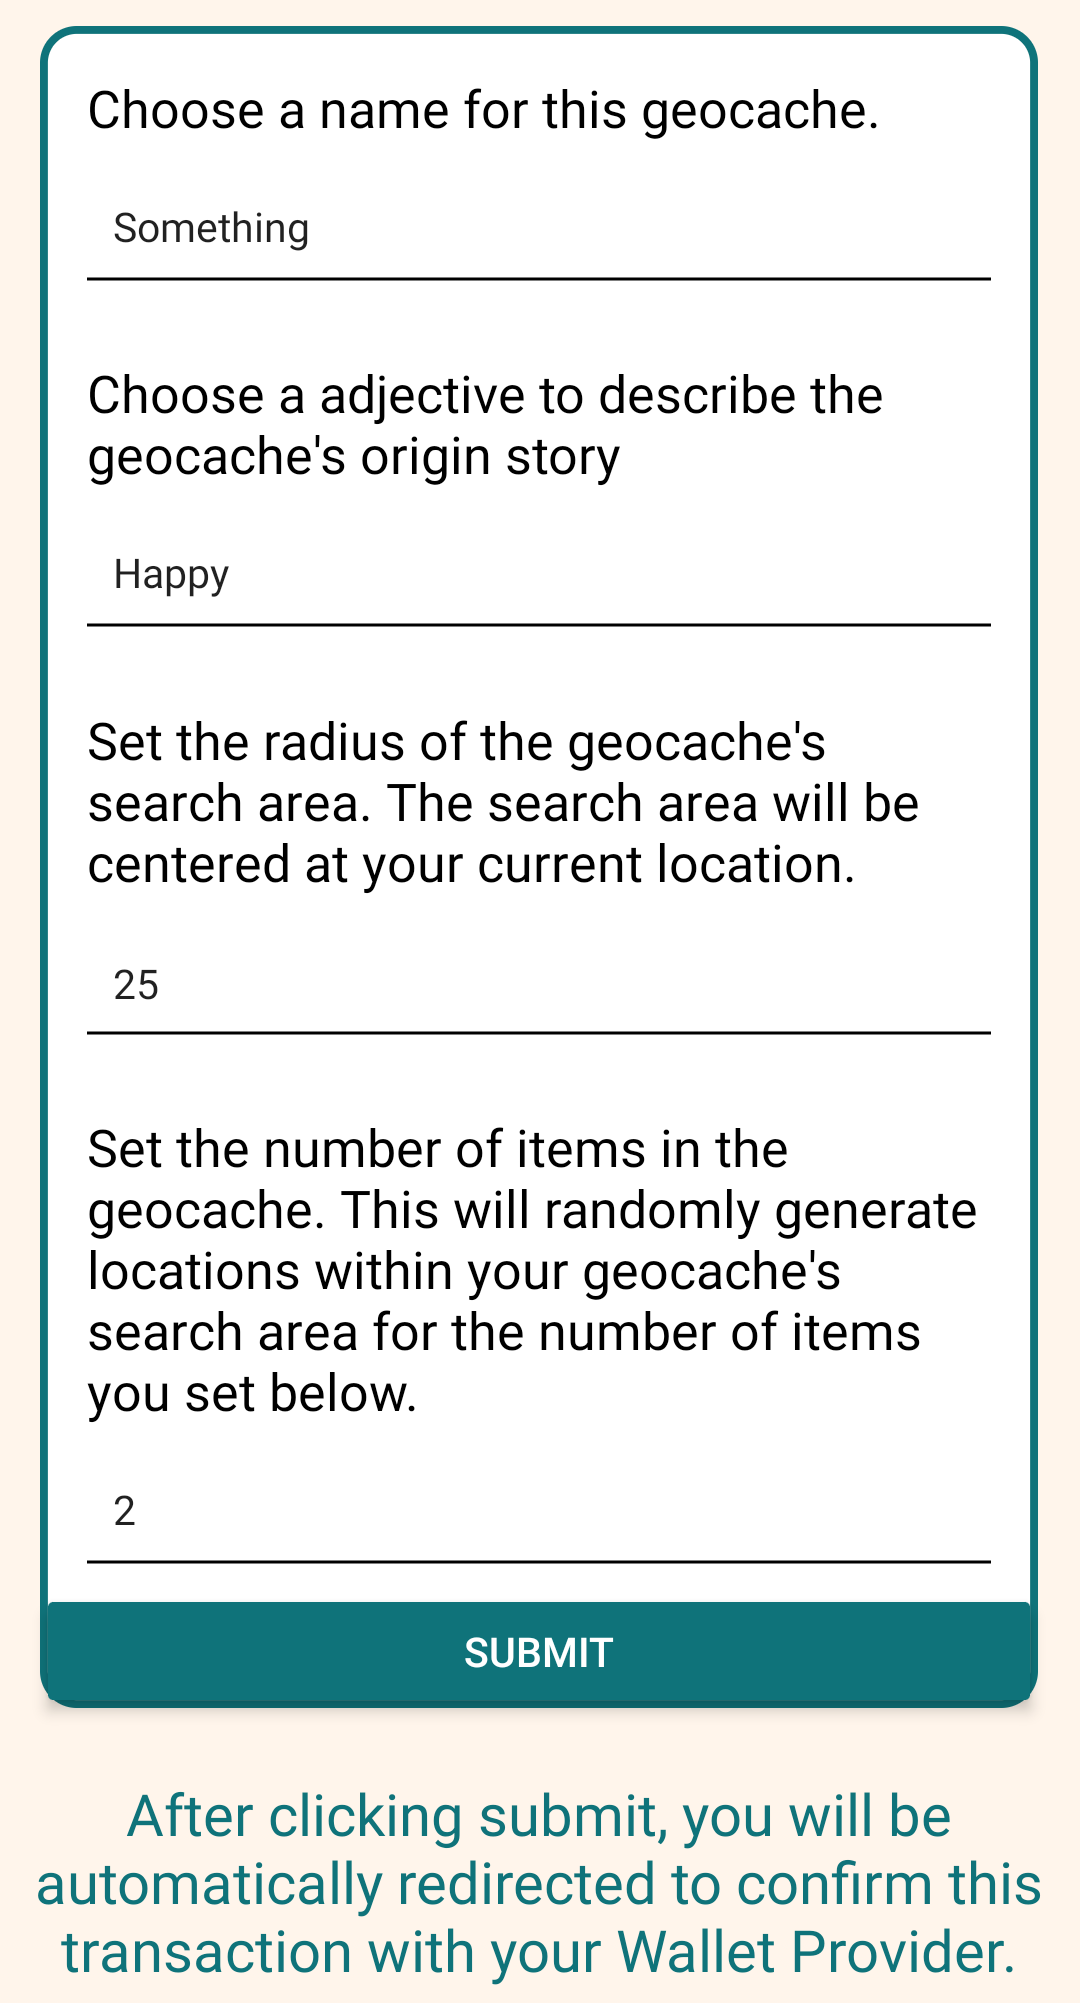 Choose a name for this geocache.
Something
Choose a adjective to describe the
geocache's origin story
Happy
Set the radius of the geocache's
search area. The search area will be
centered at your current location.
25
Set the number of items in the
geocache. This will randomly generate
locations within your geocache's
search area for the number of items
you set below.
2
SUBMIT
After clicking submit, you will be
automatically redirected to confirm this
transaction with your Wallet Provider.